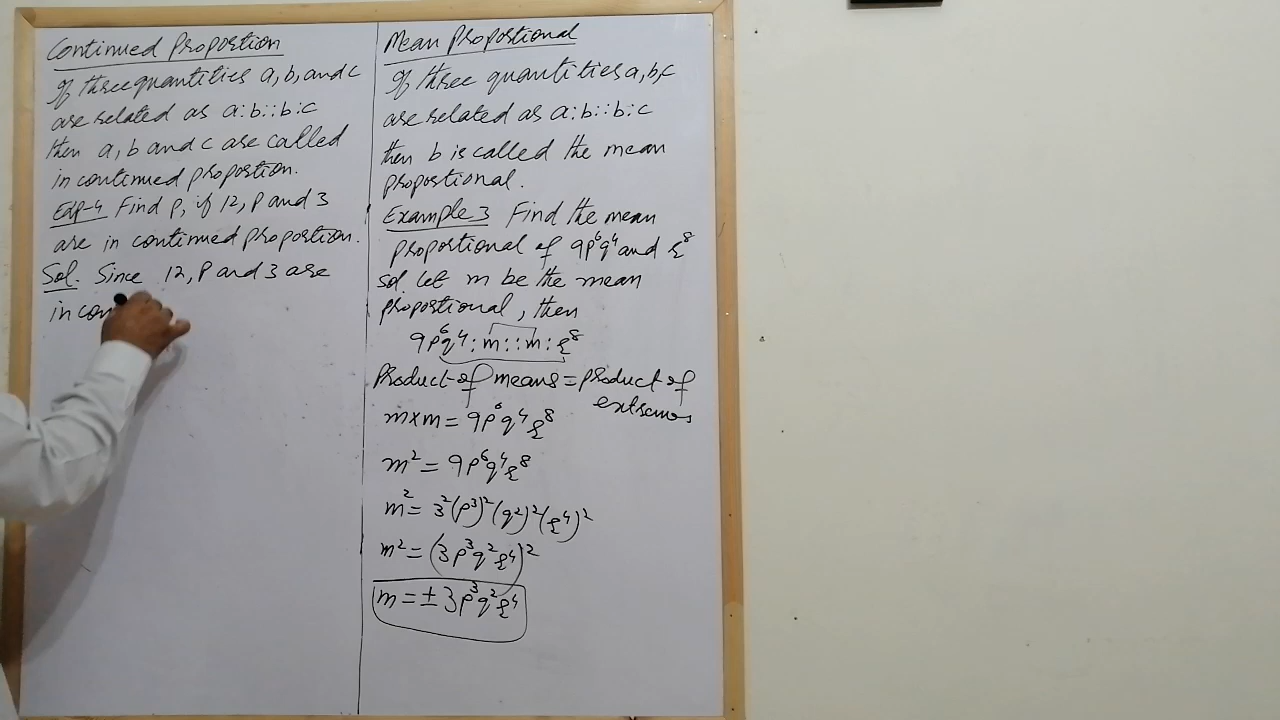 Continued Proportion
If three quantities a, b, and c
are related as a:b::b:c
then a, b and c are called
in continued proportion.
Find P, if 12, P and 3
are in continued proportion.
Sol. Since 12, P and 3 are
in con
Mean Proportional
If three quantities a, b, c
are related as a:b::b:c
then b is called the mean
proportional.
Example 3 Find the mean
proportional of 9p⁶q⁴ and r⁸
Sol. Let m be the mean
proportional, then
9p⁶q⁴:m::m:r⁸
Product of means = product of
extremes
m×m = 9p⁶q⁴r⁸
m² = 9p⁶q⁴r⁸
m² = 3²(p³)²(q²)²(r⁴)²
m² = (3p³q²r⁴)²
m = ± 3p³q²r⁴